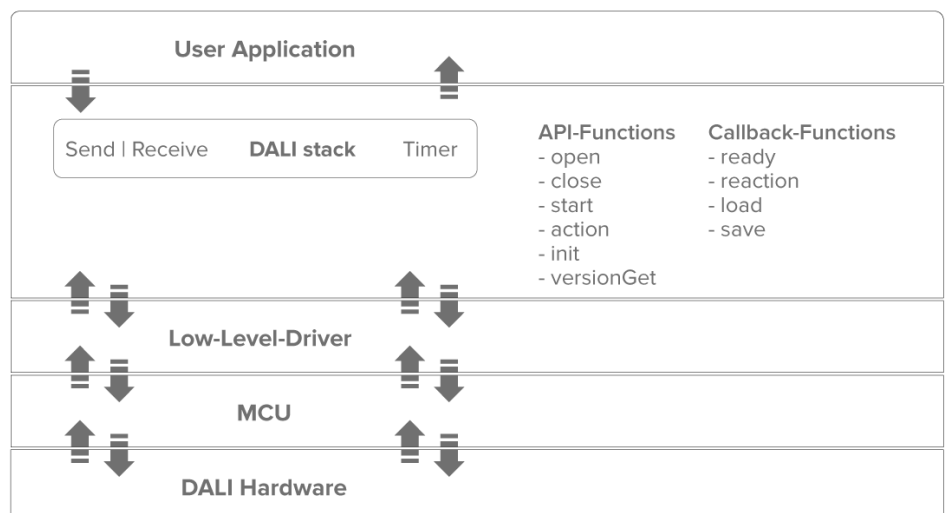 User Application
Send | Receive DALI stack Timer
API-Functions
- open
- close
- start
- action
- init
- versionGet
Callback-Functions
- ready
- reaction
- load
- save
Low-Level-Driver
MCU
DALI Hardware